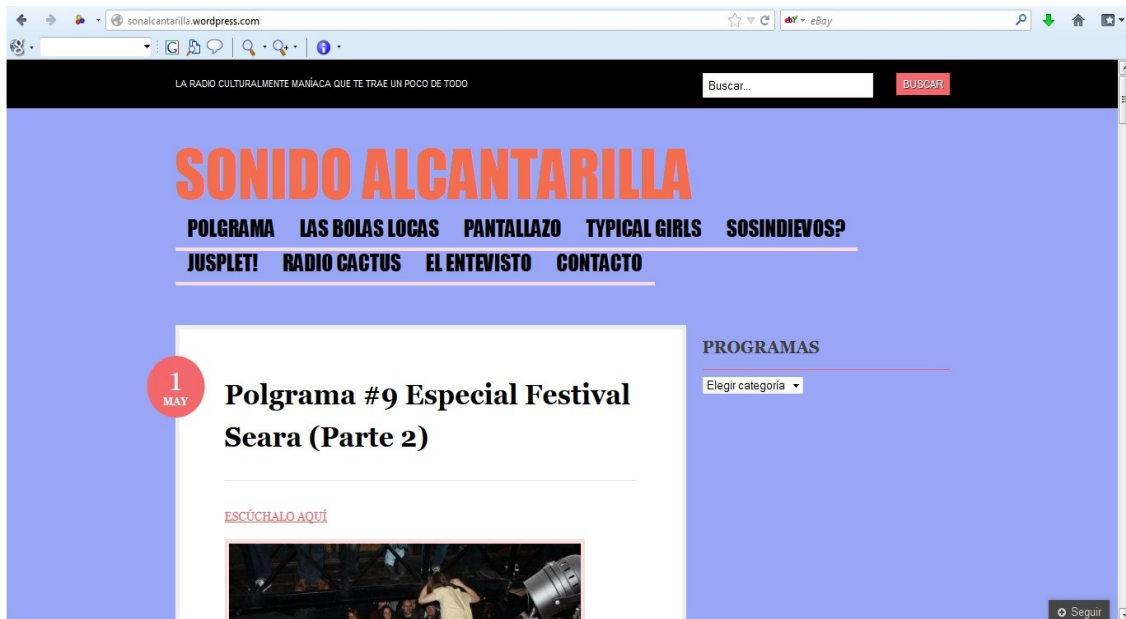 sonalcantarilla.wordpress.com
ebY eBay
LA RADIO CULTURALMENTE MANÍACA QUE TE TRAE UN POCO DE TODO
Buscar...
BUSCAR
SONIDO ALCANTARILLA
POLGRAMA LAS BOLAS LOCAS PANTALLAZO TYPICAL GIRLS SOSINDIEVOS?
JUSPLET! RADIO CACTUS EL ENTEVISTO CONTACTO
1
MAY
Polgrama #9 Especial Festival
Seara (Parte 2)
ESCÚCHALO AQUÍ
PROGRAMAS
Elegir categoría
Seguir